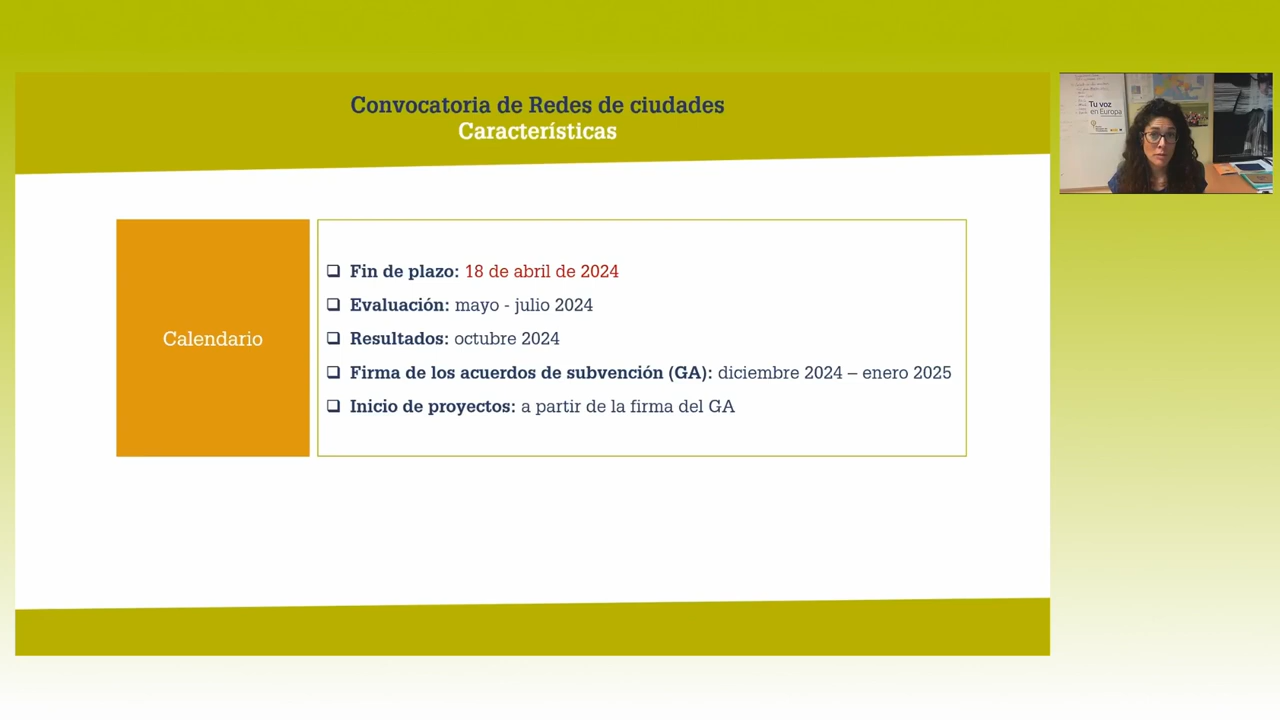 Convocatoria de Redes de ciudades
Características
Calendario
❑ Fin de plazo: 18 de abril de 2024
❑ Evaluación: mayo - julio 2024
❑ Resultados: octubre 2024
❑ Firma de los acuerdos de subvención (GA): diciembre 2024 – enero 2025
❑ Inicio de proyectos: a partir de la firma del GA
Tu voz
en Europa